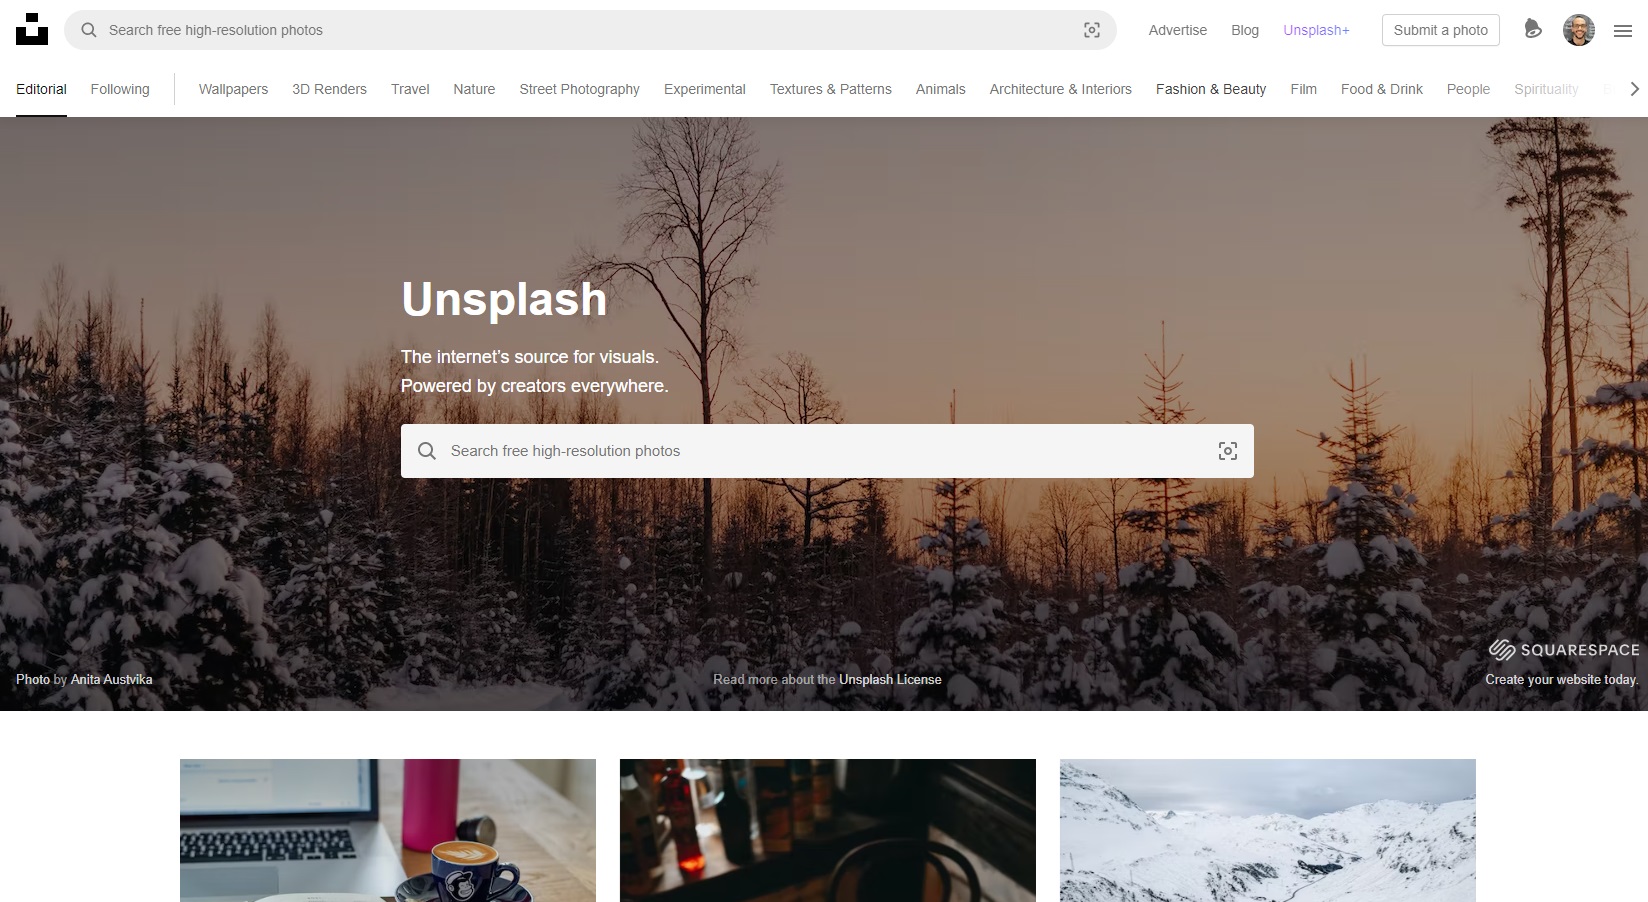 Search free high-resolution photos
Advertise
Blog
Unsplash+
Submit a photo
Editorial
Following
Wallpapers
3D Renders
Travel
Nature
Street Photography
Experimental
Textures & Patterns
Animals
Architecture & Interiors
Fashion & Beauty
Film
Food & Drink
People
Spirituality
Unsplash
The internet's source for visuals.
Powered by creators everywhere.
Search free high-resolution photos
SQUARESPACE
Photo by Anita Austvika
Read more about the Unsplash License
Create your website today.